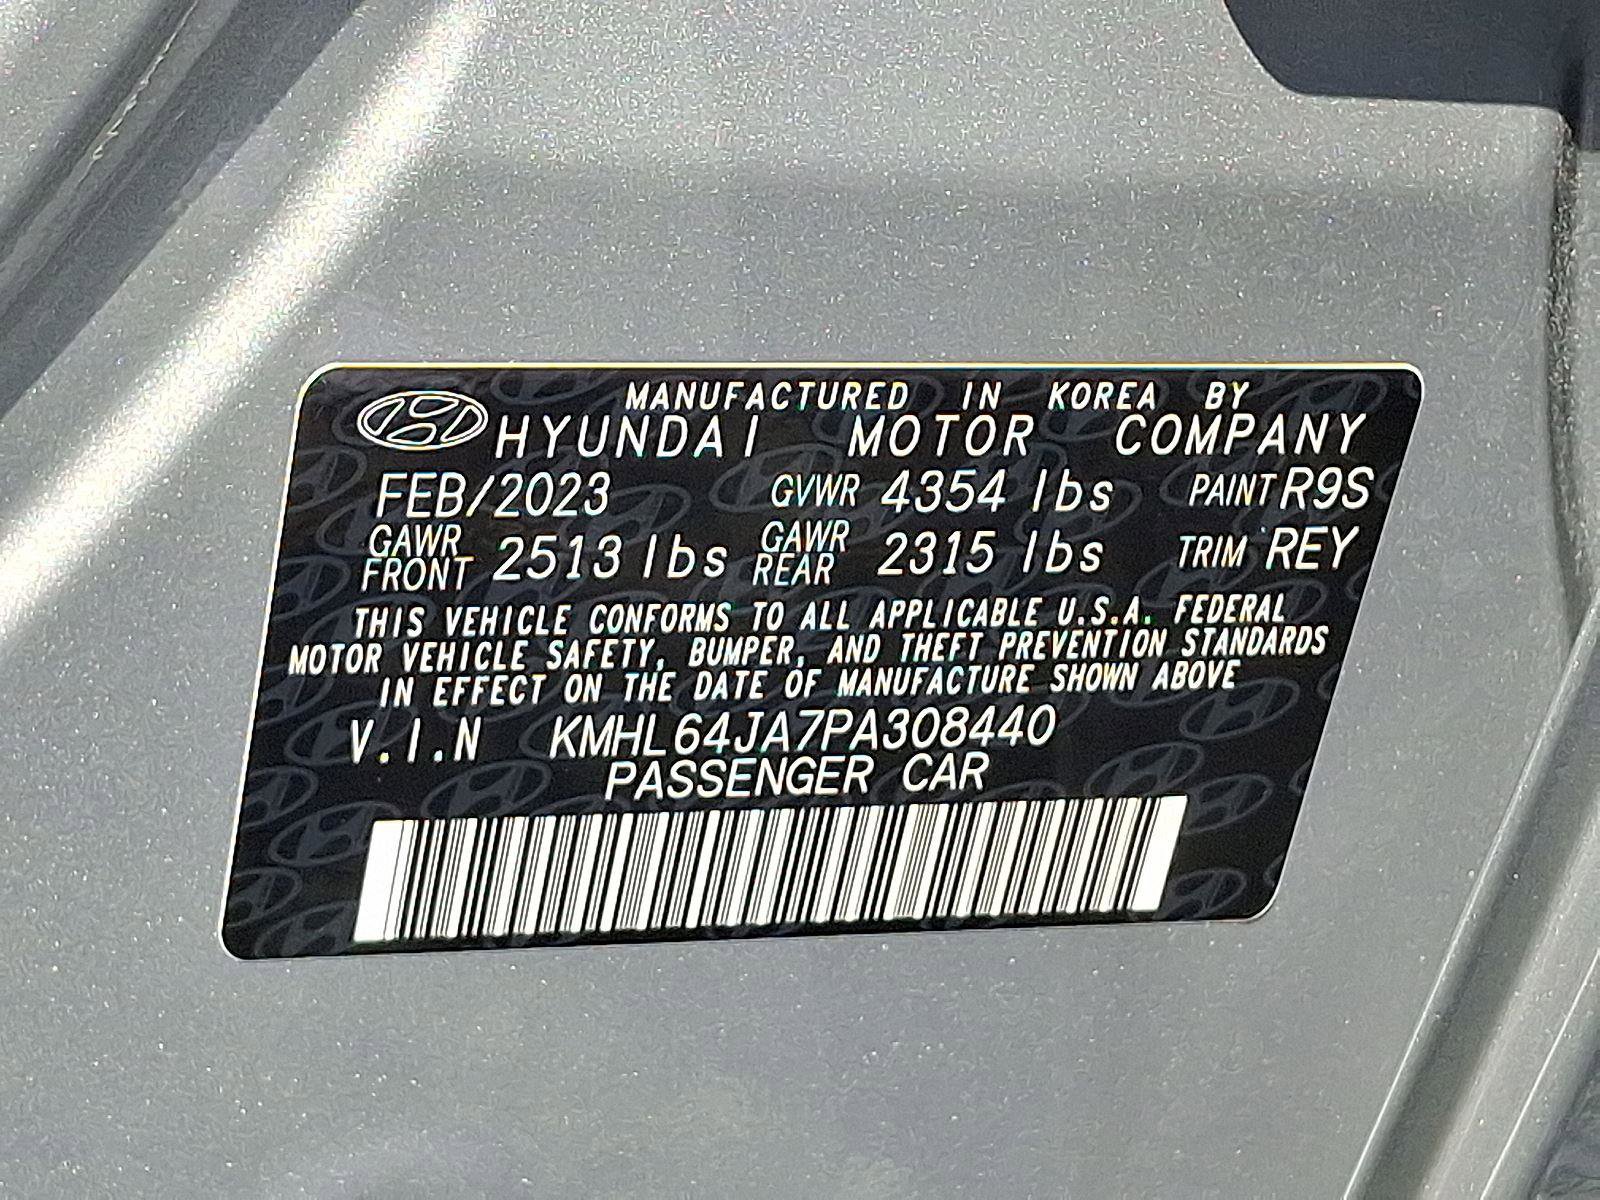 MANUFACTURED IN KOREA BY
HYUNDAI MOTOR COMPANY
FEB/2023 GVWR 4354 lbs PAINT R9S
GAWR FRONT 2513 lbs GAWR REAR 2315 lbs TRIM REY
THIS VEHICLE CONFORMS TO ALL APPLICABLE U.S.A. FEDERAL
MOTOR VEHICLE SAFETY, BUMPER, AND THEFT PREVENTION STANDARDS
IN EFFECT ON THE DATE OF MANUFACTURE SHOWN ABOVE
V.I.N KMHL64JA7PA308440
PASSENGER CAR